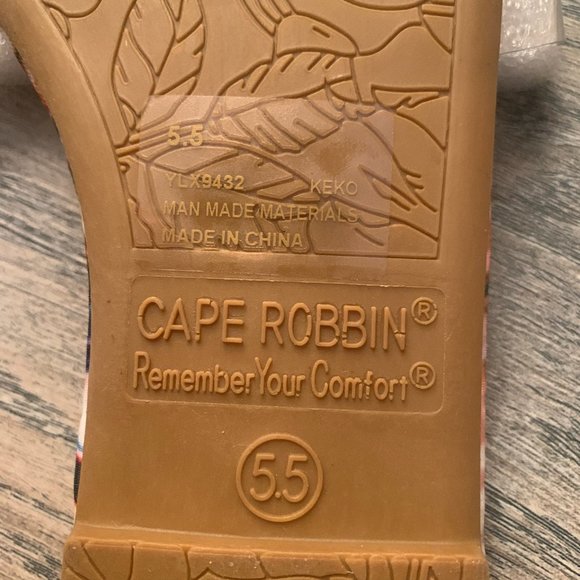 5.5
YLX9432 KEKO
MAN MADE MATERIALS
MADE IN CHINA
CAPE ROBBIN®
Remember Your Comfort®
5.5